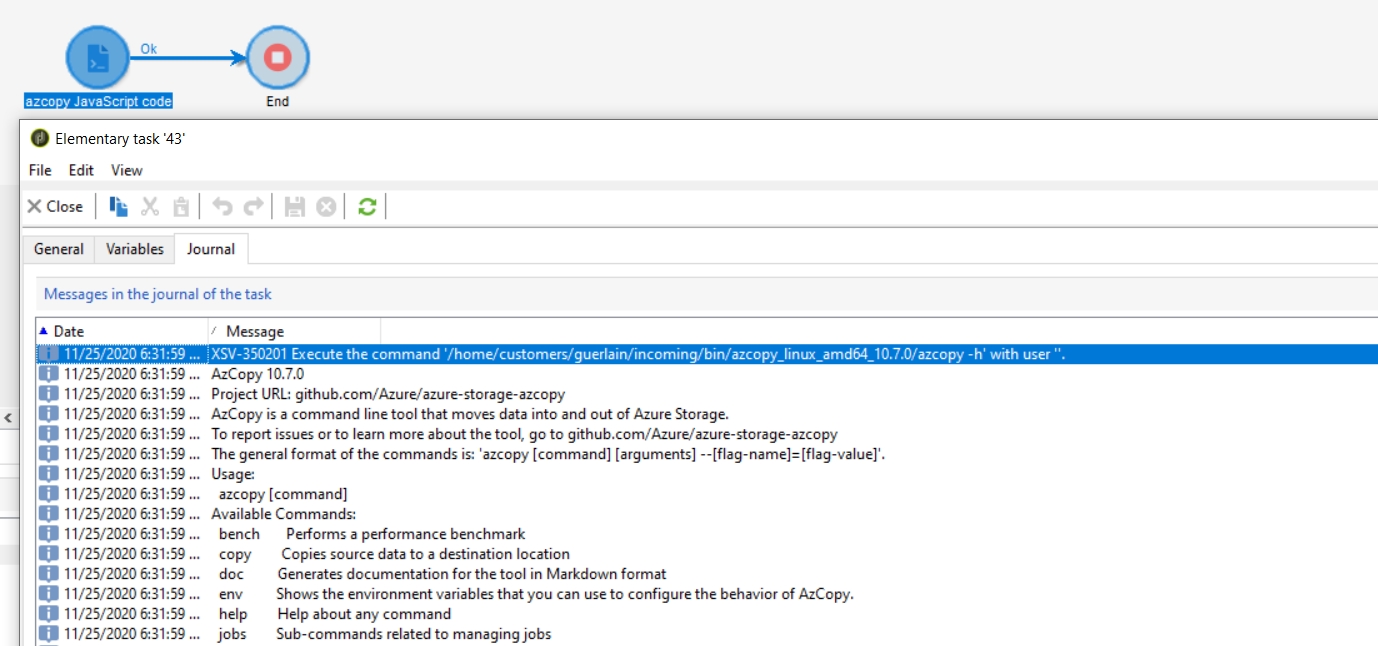 Ok
azcopy JavaScript code
End
Elementary task '43'
File Edit View
Close
General Variables Journal
Messages in the journal of the task
Date Message
11/25/2020 6:31:59 ... XSV-350201 Execute the command '/home/customers/guerlain/incoming/bin/azcopy_linux_amd64_10.7.0/azcopy -h' with user ''.
11/25/2020 6:31:59 ... AzCopy 10.7.0
11/25/2020 6:31:59 ... Project URL: github.com/Azure/azure-storage-azcopy
11/25/2020 6:31:59 ... AzCopy is a command line tool that moves data into and out of Azure Storage.
11/25/2020 6:31:59 ... To report issues or to learn more about the tool, go to github.com/Azure/azure-storage-azcopy
11/25/2020 6:31:59 ... The general format of the commands is: 'azcopy [command] [arguments] --[flag-name]=[flag-value]'.
11/25/2020 6:31:59 ... Usage:
11/25/2020 6:31:59 ... azcopy [command]
11/25/2020 6:31:59 ... Available Commands:
11/25/2020 6:31:59 ... bench Performs a performance benchmark
11/25/2020 6:31:59 ... copy Copies source data to a destination location
11/25/2020 6:31:59 ... doc Generates documentation for the tool in Markdown format
11/25/2020 6:31:59 ... env Shows the environment variables that you can use to configure the behavior of AzCopy.
11/25/2020 6:31:59 ... help Help about any command
11/25/2020 6:31:59 ... jobs Sub-commands related to managing jobs